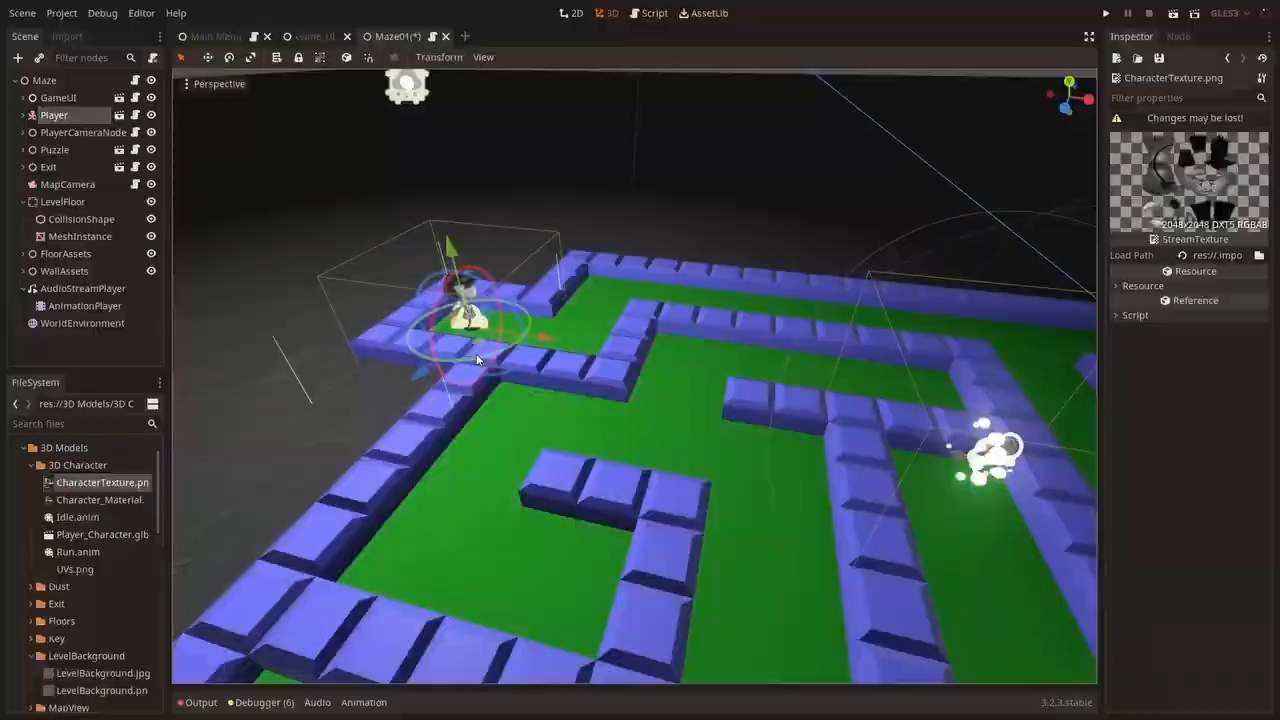 Scene Project Debug Editor Help
2D 3D Script AssetLib
GLES3
Scene Import
Main Menu
Maze01(*)
Inspector Node
Filter nodes
Transform View
CharacterTexture.png
Perspective
Filter properties
Changes may be lost!
2048x2048 DXT5 RGBA8
StreamTexture
Load Path res://.impo
Resource
Resource
Reference
Script
Maze
GameUI
Player
PlayerCameraNode
Puzzle
Exit
MapCamera
LevelFloor
CollisionShape
MeshInstance
FloorAssets
WallAssets
AudioStreamPlayer
AnimationPlayer
WorldEnvironment
FileSystem
res://3D Models/3D C
Search files
3D Models
3D Character
CharacterTexture.pn
Character_Material.
Idle.anim
Player_Character.glb
Run.anim
UVs.png
Dust
Exit
Floors
Key
LevelBackground
LevelBackground.jpg
LevelBackground.pn
MapView
Output Debugger (6) Audio Animation
3.2.3.stable